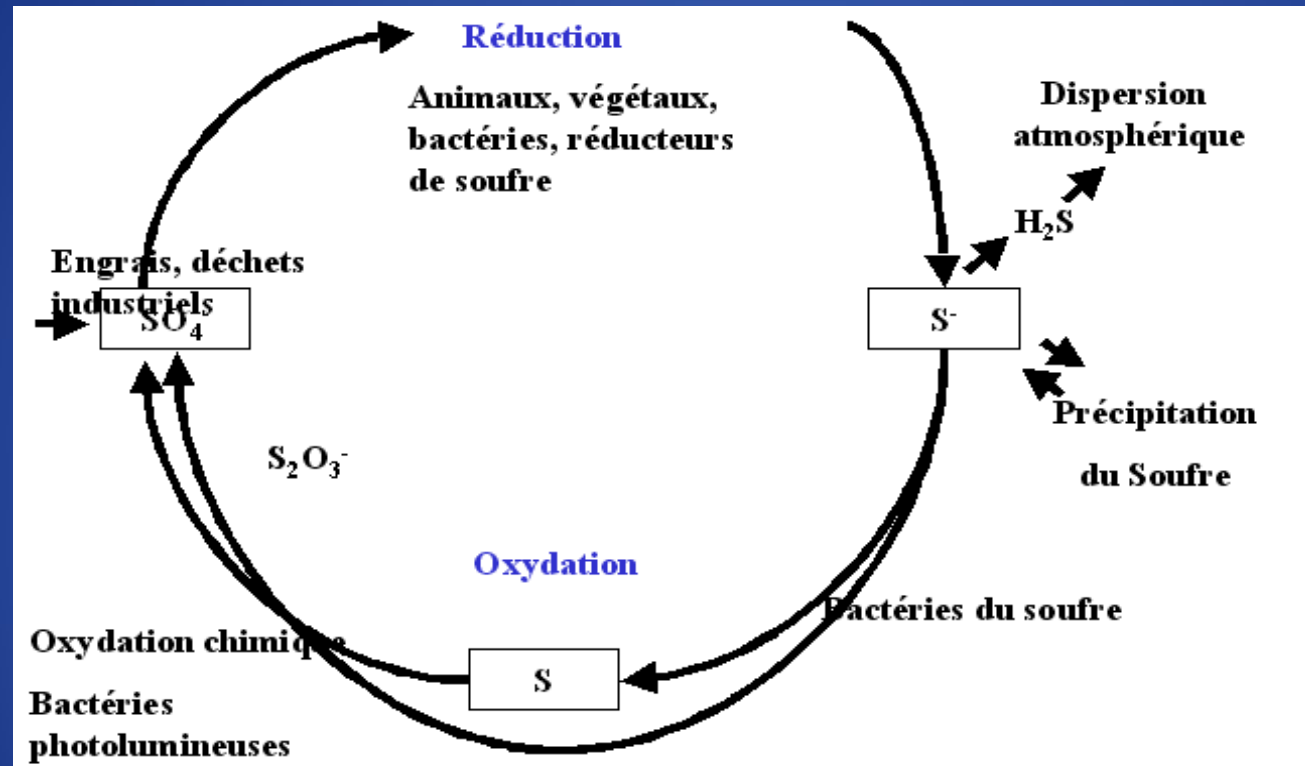 Réduction
Animaux, végétaux,
bactéries, réducteurs
de soufre
Dispersion
atmosphérique
H₂S
Engrais, déchets
industriels
SO₄
S⁻
Précipitation
du Soufre
S₂O₃⁻
Oxydation
Bactéries du soufre
Oxydation chimique
S
Bactéries
photolumineuses